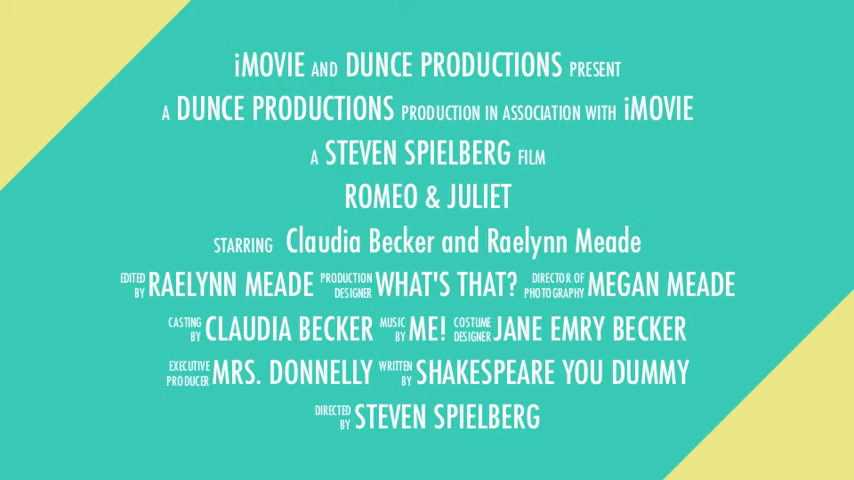 iMOVIE AND DUNCE PRODUCTIONS PRESENT
A DUNCE PRODUCTIONS PRODUCTION IN ASSOCIATION WITH iMOVIE
A STEVEN SPIELBERG FILM
ROMEO & JULIET
STARRING Claudia Becker and Raelynn Meade
EDITED BY RAELYNN MEADE PRODUCTION DESIGNER WHAT'S THAT? DIRECTOR OF PHOTOGRAPHY MEGAN MEADE
CASTING BY CLAUDIA BECKER MUSIC BY ME! COSTUME DESIGNER JANE EMRY BECKER
EXECUTIVE PRODUCER MRS. DONNELLY WRITTEN BY SHAKESPEARE YOU DUMMY
DIRECTED BY STEVEN SPIELBERG